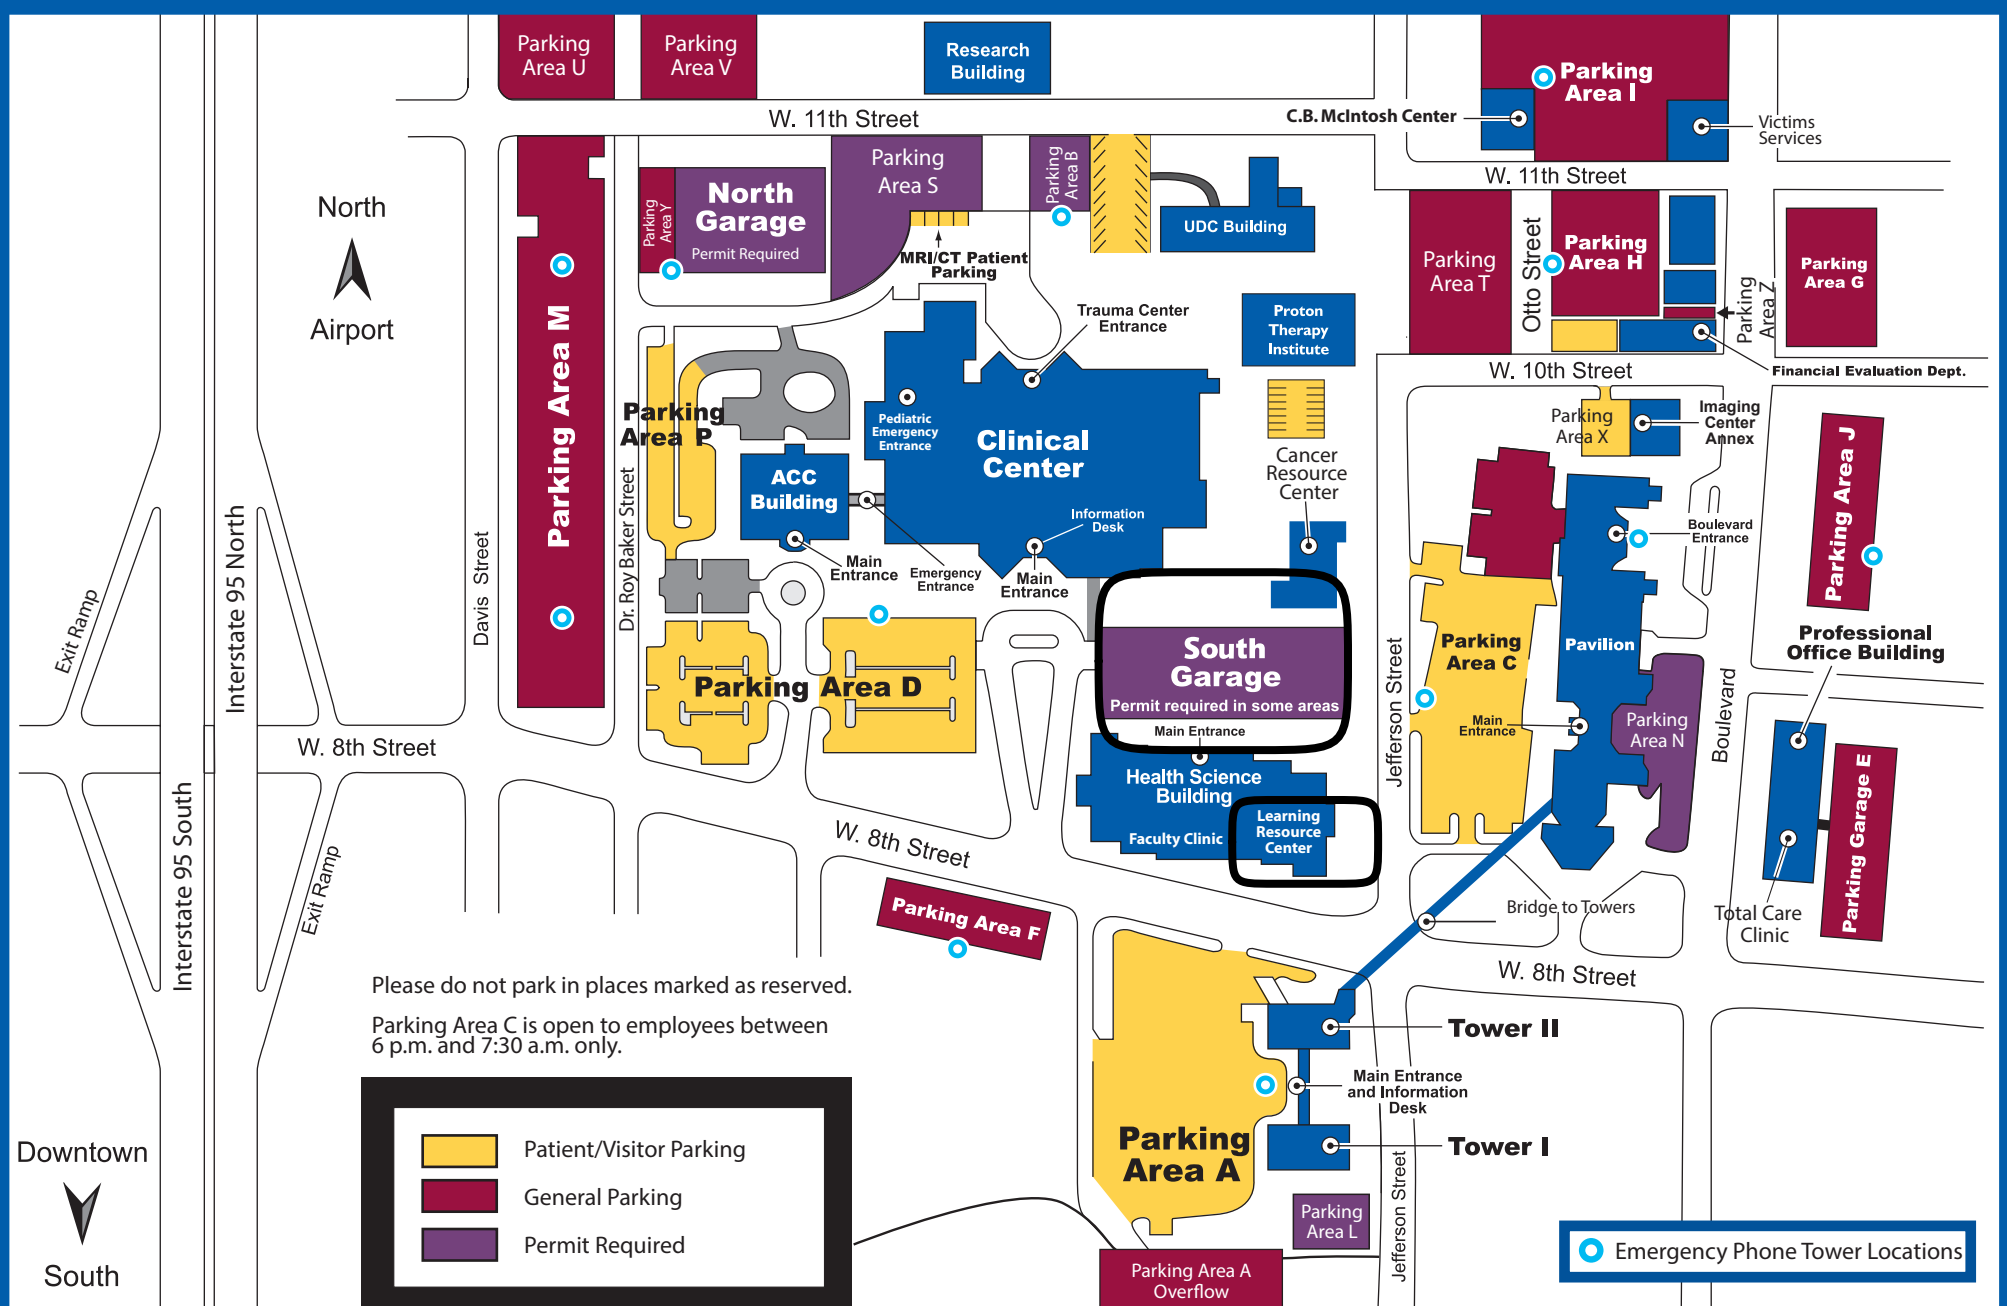 Parking
Area U
Parking
Area V
Research
Building
Parking
Area I
W. 11th Street
C.B. McIntosh Center
Victims
Services
W. 11th Street
North
Airport
Parking Area M
Parking
Area Y
North
Garage
Permit Required
Parking
Area S
MRI/CT Patient
Parking
Parking
Area B
UDC Building
Parking
Area T
Otto Street
Parking
Area H
Parking
Area Z
Parking
Area G
Trauma Center
Entrance
Proton
Therapy
Institute
W. 10th Street
Financial Evaluation Dept.
Parking
Area P
Pediatric
Emergency
Entrance
Clinical
Center
Parking
Area X
Imaging
Center
Annex
Parking Area J
ACC
Building
Cancer
Resource
Center
Information
Desk
Boulevard
Entrance
Main
Entrance
Emergency
Entrance
Main
Entrance
Exit Ramp
Interstate 95 North
Davis Street
Dr. Roy Baker Street
Parking Area D
South
Garage
Permit required in some areas
Jefferson Street
Parking
Area C
Pavilion
Professional
Office Building
Main
Entrance
Parking
Area N
Boulevard
W. 8th Street
Main Entrance
Health Science
Building
Faculty Clinic
Learning
Resource
Center
Parking Garage E
Interstate 95 South
Exit Ramp
W. 8th Street
Parking Area F
Bridge to Towers
Total Care
Clinic
W. 8th Street
Please do not park in places marked as reserved.
Parking Area C is open to employees between
6 p.m. and 7:30 a.m. only.
Tower II
Main Entrance
and Information
Desk
Parking
Area A
Tower I
Jefferson Street
Downtown
South
Patient/Visitor Parking
General Parking
Permit Required
Parking
Area L
Parking Area A
Overflow
Emergency Phone Tower Locations